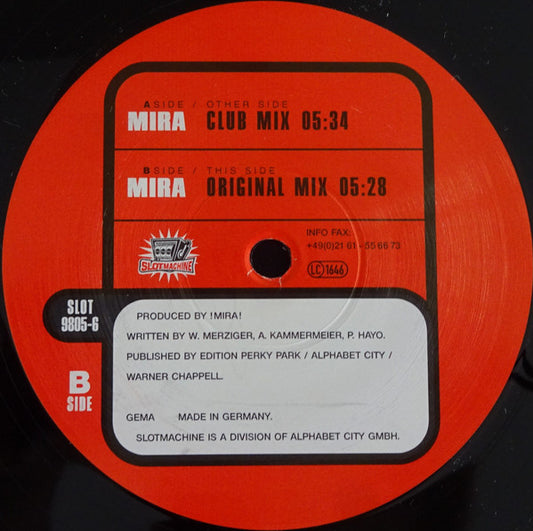 A SIDE / OTHER SIDE
MIRA CLUB MIX 05:34
B SIDE / THIS SIDE
MIRA ORIGINAL MIX 05:28
SLOTMACHINE
INFO FAX:
+49(0)21 61 - 55 66 73
LC 1646
SLOT
9805-6
B
SIDE
PRODUCED BY !MIRA!
WRITTEN BY W. MERZIGER, A. KAMMERMEIER, P. HAYO.
PUBLISHED BY EDITION PERKY PARK / ALPHABET CITY /
WARNER CHAPPELL.
GEMA MADE IN GERMANY.
SLOTMACHINE IS A DIVISION OF ALPHABET CITY GMBH.